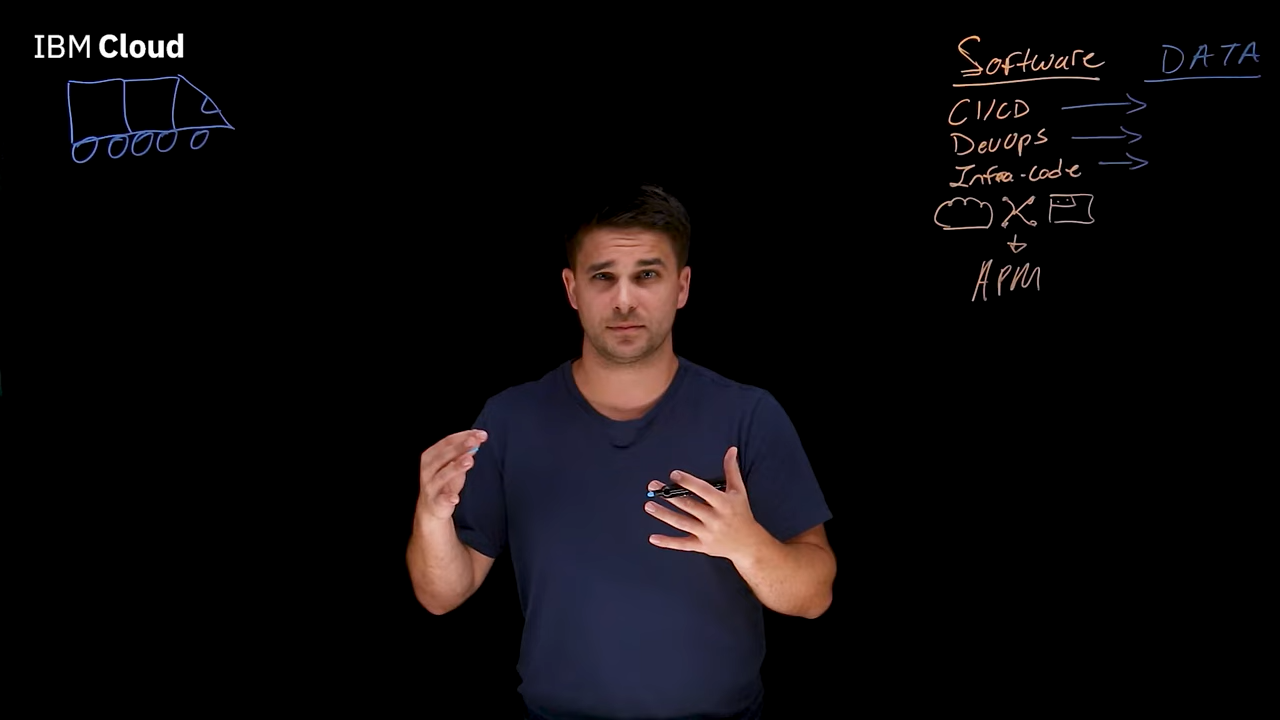 IBM Cloud
Software DATA
CI/CD
DevOps
Infra-code
APM